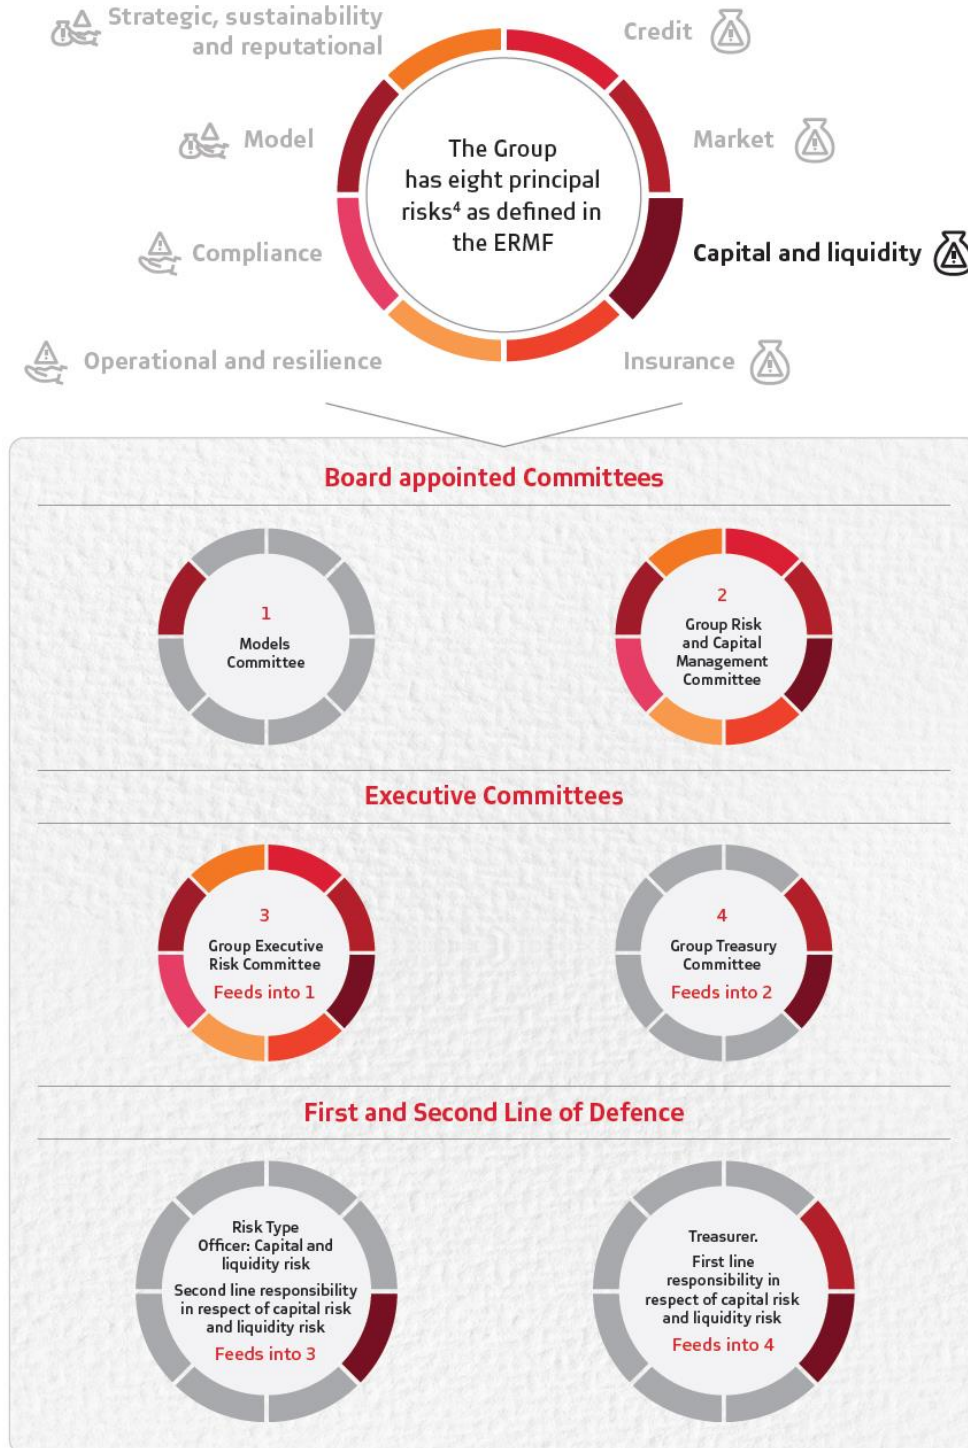 Strategic, sustainability
and reputational
Credit
Model
Market
The Group
has eight principal
risks⁴ as defined in
the ERMF
Compliance
Capital and liquidity
Operational and resilience
Insurance
Board appointed Committees
1
Models
Committee
2
Group Risk
and Capital
Management
Committee
Executive Committees
3
Group Executive
Risk Committee
Feeds into 1
4
Group Treasury
Committee
Feeds into 2
First and Second Line of Defence
Risk Type
Officer: Capital and
liquidity risk
Second line responsibility
in respect of capital risk
and liquidity risk
Feeds into 3
Treasurer.
First line
responsibility in
respect of capital risk
and liquidity risk
Feeds into 4